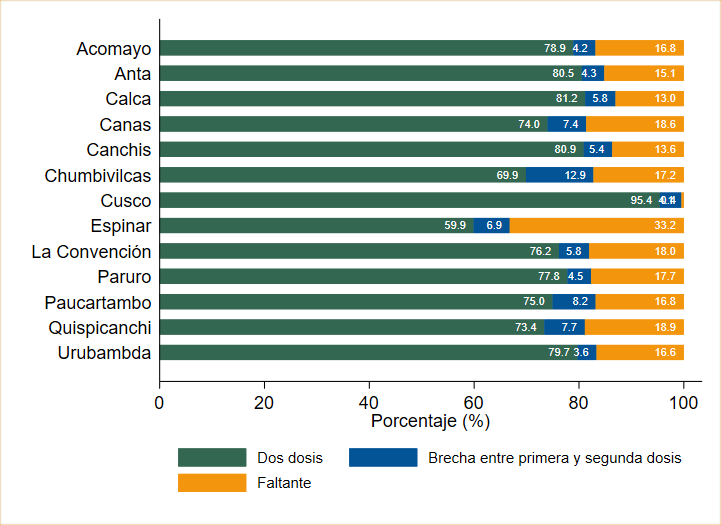 Acomayo 78.9 4.2 16.8
Anta 80.5 4.3 15.1
Calca 81.2 5.8 13.0
Canas 74.0 7.4 18.6
Canchis 80.9 5.4 13.6
Chumbivilcas 69.9 12.9 17.2
Cusco 95.4
Espinar 59.9 6.9 33.2
La Convención 76.2 5.8 18.0
Paruro 77.8 4.5 17.7
Paucartambo 75.0 8.2 16.8
Quispicanchi 73.4 7.7 18.9
Urubambda 79.7 3.6 16.6
0 20 40 60 80 100
Porcentaje (%)
Dos dosis Brecha entre primera y segunda dosis
Faltante